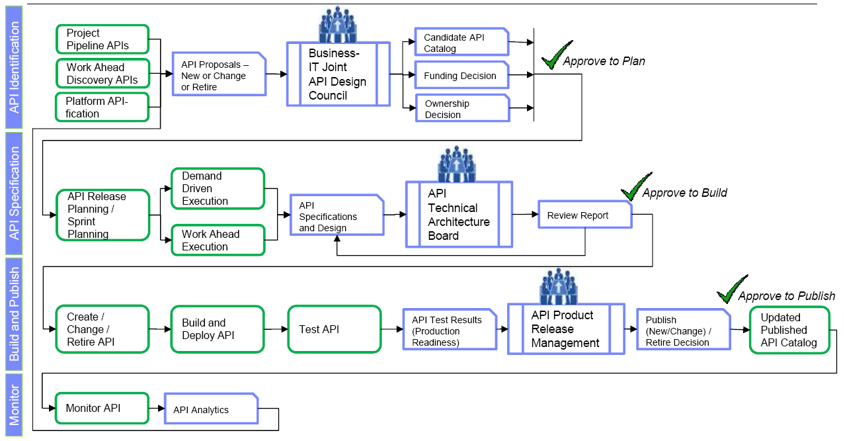 API Identification
Project
Pipeline APIs
Work Ahead
Discovery APIs
Platform API-
fication
API Proposals –
New or Change
or Retire
Business-
IT Joint
API Design
Council
Candidate API
Catalog
Funding Decision
Ownership
Decision
Approve to Plan
API Specification
API Release
Planning /
Sprint
Planning
Demand
Driven
Execution
Work Ahead
Execution
API
Specifications
and Design
API
Technical
Architecture
Board
Review Report
Approve to Build
Build and Publish
Create /
Change /
Retire API
Build and
Deploy API
Test API
API Test Results
(Production
Readiness)
API Product
Release
Management
Publish
(New/Change) /
Retire Decision
Approve to Publish
Updated
Published
API Catalog
Monitor
Monitor API
API Analytics